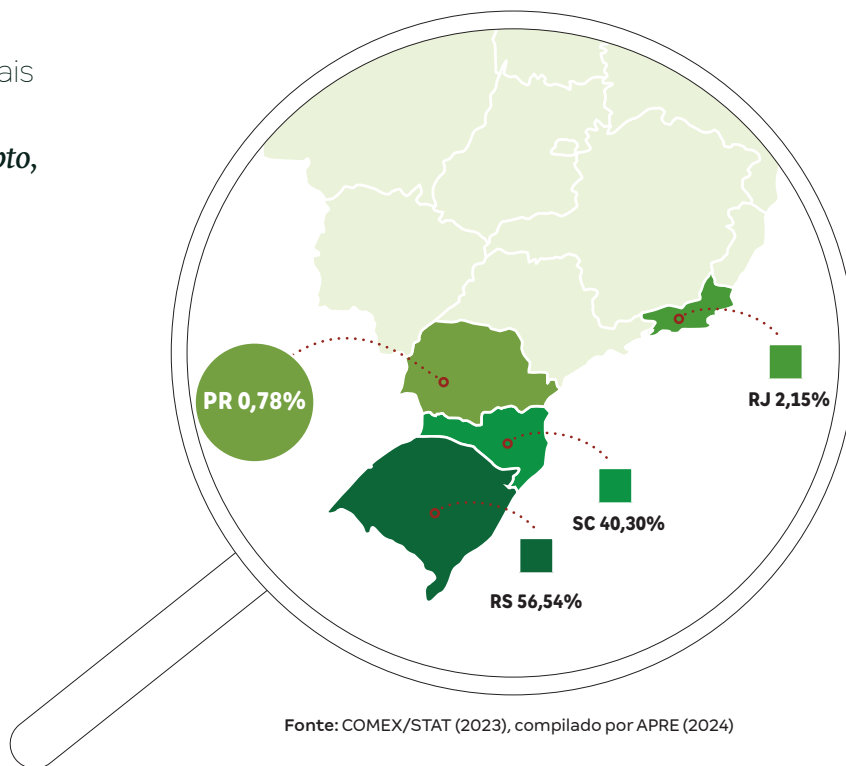 PR 0,78%
RJ 2,15%
SC 40,30%
RS 56,54%
Fonte: COMEX/STAT (2023), compilado por APRE (2024)